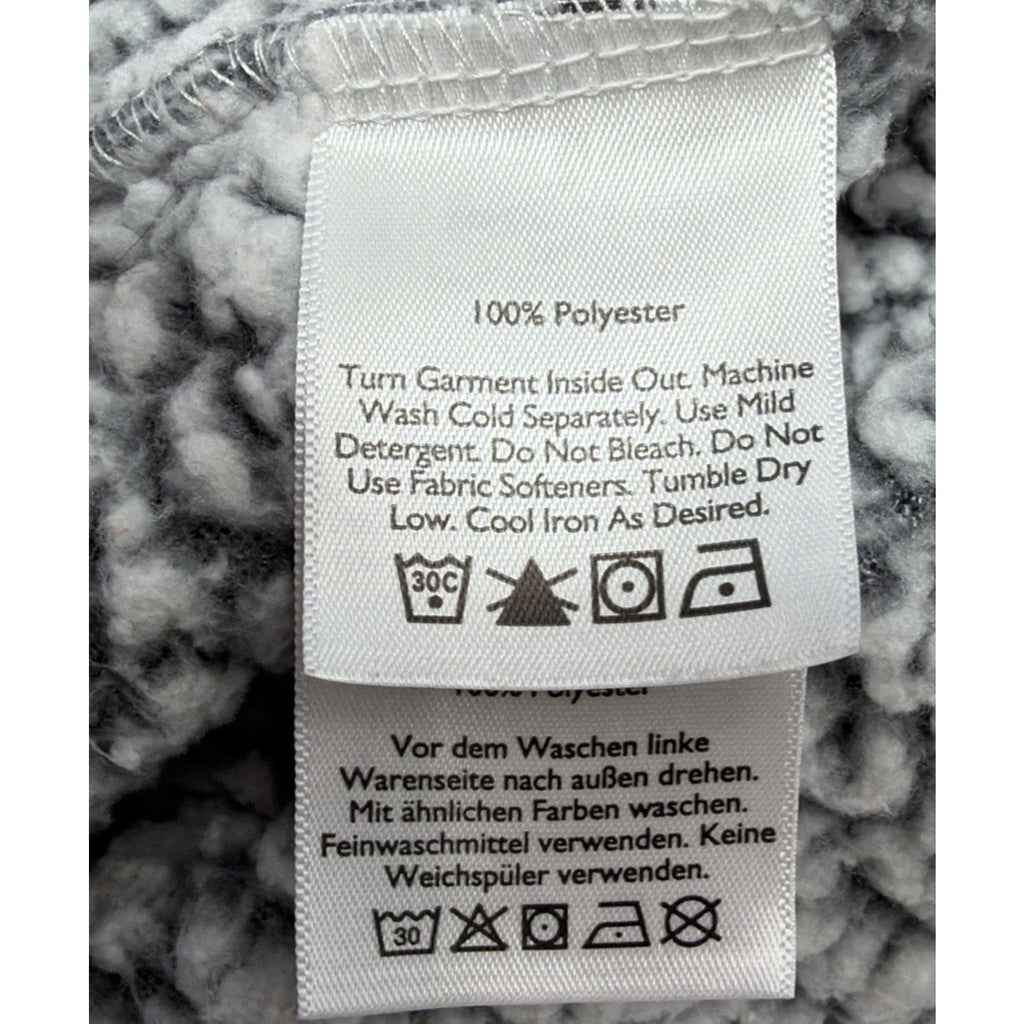 100% Polyester
Turn Garment Inside Out. Machine
Wash Cold Separately. Use Mild
Detergent. Do Not Bleach. Do Not
Use Fabric Softeners. Tumble Dry
Low. Cool Iron As Desired.
30C
100% Polyester
Vor dem Waschen linke
Warenseite nach außen drehen.
Mit ähnlichen Farben waschen.
Feinwaschmittel verwenden. Keine
Weichspüler verwenden.
30